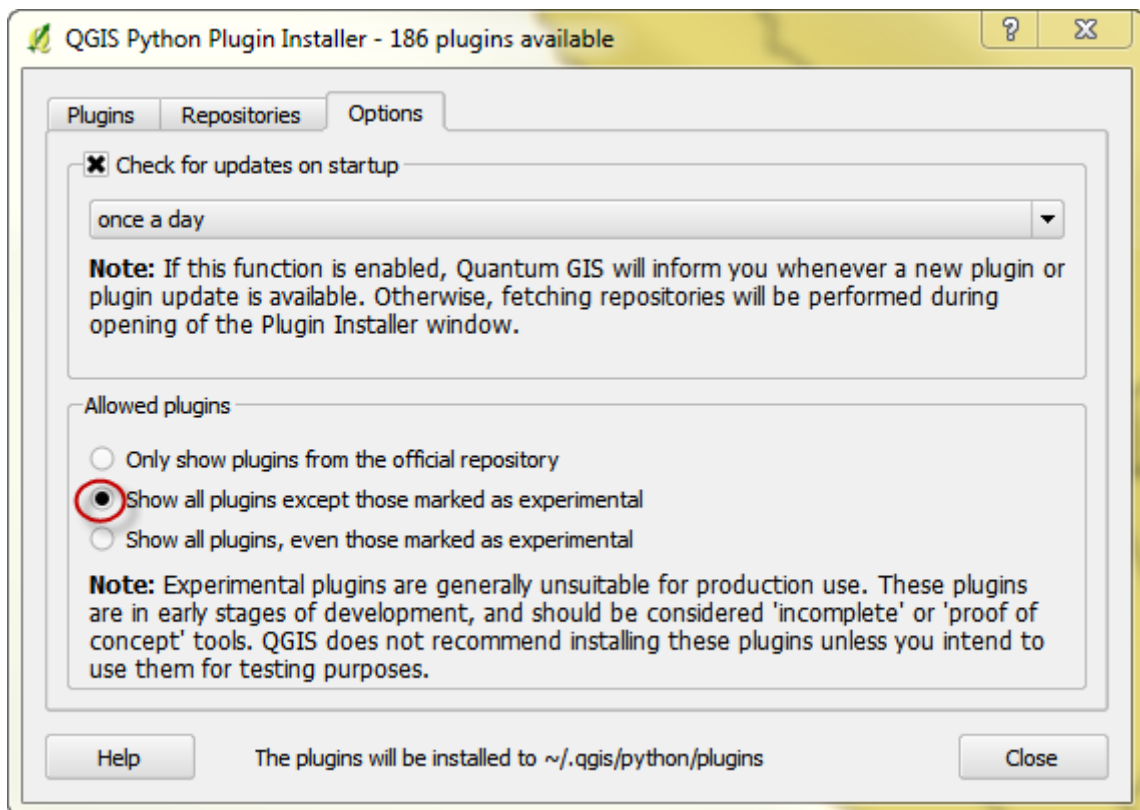 QGIS Python Plugin Installer - 186 plugins available
Plugins
Repositories
Options
Check for updates on startup
once a day
Note: If this function is enabled, Quantum GIS will inform you whenever a new plugin or
plugin update is available. Otherwise, fetching repositories will be performed during
opening of the Plugin Installer window.
Allowed plugins
Only show plugins from the official repository
Show all plugins except those marked as experimental
Show all plugins, even those marked as experimental
Note: Experimental plugins are generally unsuitable for production use. These plugins
are in early stages of development, and should be considered 'incomplete' or 'proof of
concept' tools. QGIS does not recommend installing these plugins unless you intend to
use them for testing purposes.
Help
The plugins will be installed to ~/.qgis/python/plugins
Close